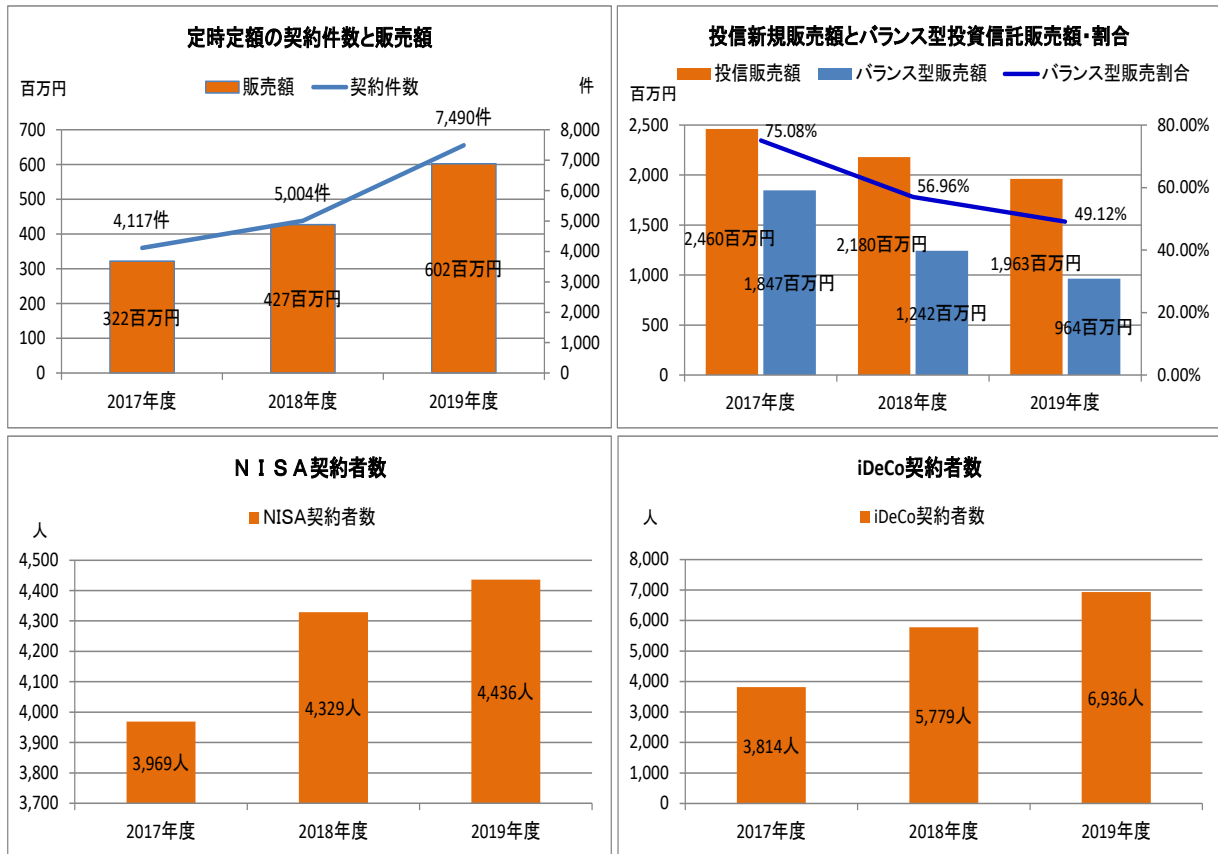 定時定額の契約件数と販売額
販売額 契約件数
百万円 件
700 8,000
600 7,000
500 6,000
400 5,000
300 4,000
200 3,000
100 2,000
0 1,000
0
7,490件
5,004件
4,117件
602百万円
427百万円
322百万円
2017年度 2018年度 2019年度
投信新規販売額とバランス型投資信託販売額・割合
投信販売額 バランス型販売額 バランス型販売割合
百万円
2,500 80.00%
2,000 60.00%
1,500 40.00%
1,000 20.00%
500 0.00%
0
75.08%
56.96%
49.12%
2,460百万円
2,180百万円
1,963百万円
1,847百万円
1,242百万円
964百万円
2017年度 2018年度 2019年度
ＮＩＳＡ契約者数
NISA契約者数
人
4,500
4,400
4,300
4,200
4,100
4,000
3,900
3,800
3,700
3,969人
4,329人
4,436人
2017年度 2018年度 2019年度
iDeCo契約者数
iDeCo契約者数
人
8,000
7,000
6,000
5,000
4,000
3,000
2,000
1,000
0
3,814人
5,779人
6,936人
2017年度 2018年度 2019年度